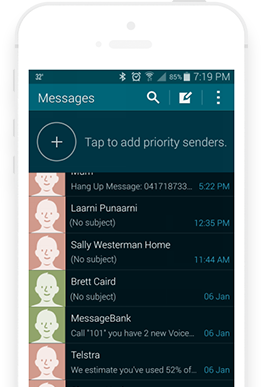 32° 85% 7:19 PM
Messages
Tap to add priority senders.
Mum
Hang Up Message: 041718733... 5:22 PM
Laarni Punaarni
(No subject) 12:35 PM
Sally Westerman Home
(No subject) 11:44 AM
Brett Caird
(No subject) 06 Jan
MessageBank
Call "101" you have 2 new Voice... 06 Jan
Telstra
We estimate you've used 52% of... 06 Jan